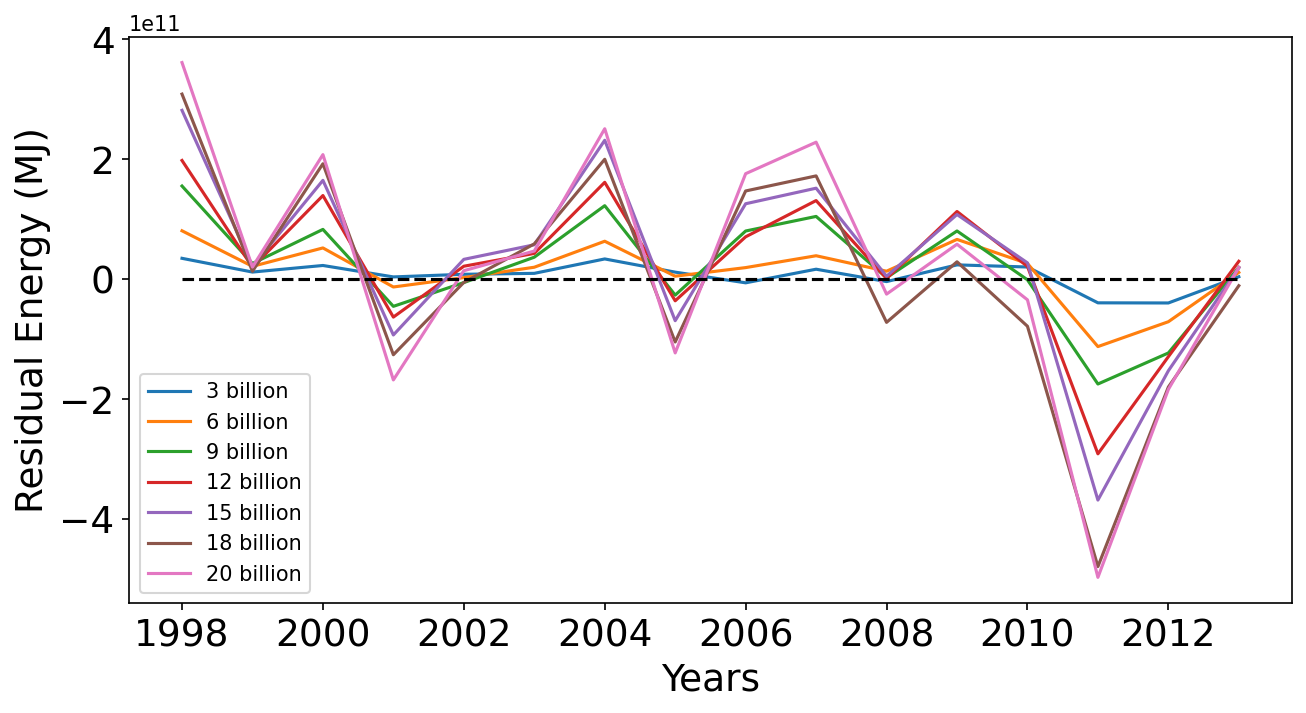 1e11
4
2
0
−2
−4
Residual Energy (MJ)
3 billion
6 billion
9 billion
12 billion
15 billion
18 billion
20 billion
1998 2000 2002 2004 2006 2008 2010 2012
Years